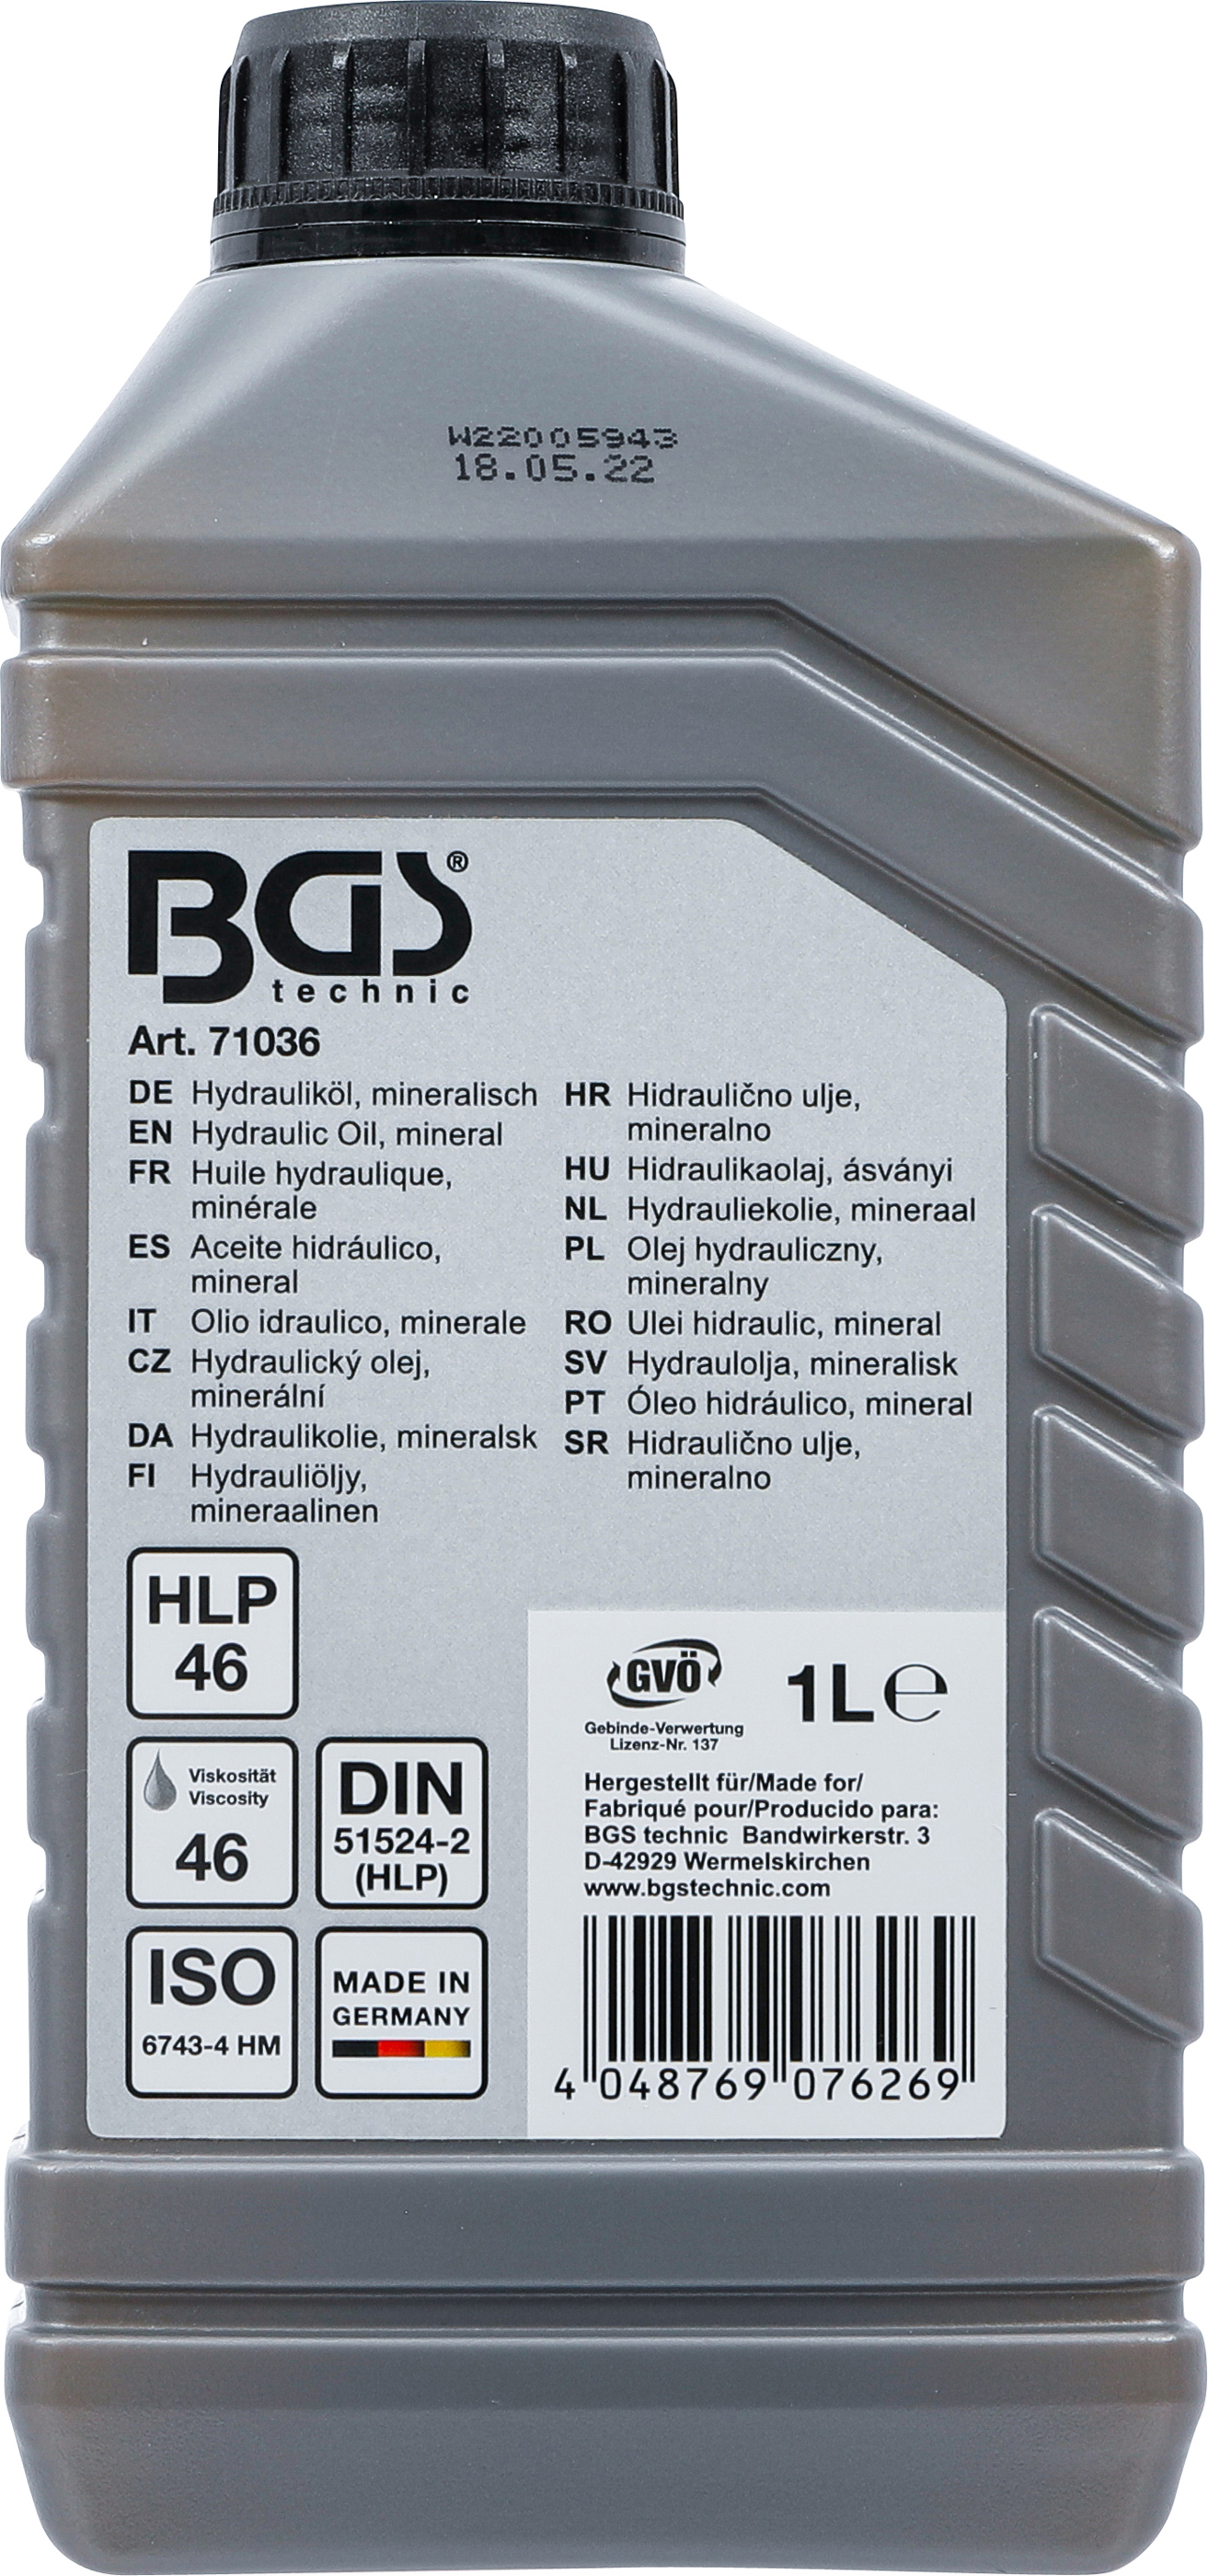 W22005943
18.05.22
BGS®
technic
Art. 71036
DE Hydrauliköl, mineralisch
EN Hydraulic Oil, mineral
FR Huile hydraulique,
minérale
ES Aceite hidráulico,
mineral
IT Olio idraulico, minerale
CZ Hydraulický olej,
minerální
DA Hydraulikolie, mineralsk
FI Hydrauliöljy,
mineraalinen
HR Hidraulično ulje,
mineralno
HU Hidraulikaolaj, ásványi
NL Hydrauliekolie, mineraal
PL Olej hydrauliczny,
mineralny
RO Ulei hidraulic, mineral
SV Hydraulolja, mineralisk
PT Óleo hidráulico, mineral
SR Hidraulično ulje,
mineralno
HLP
46
Viskosität
Viscosity
46
DIN
51524-2
(HLP)
ISO
6743-4 HM
MADE IN
GERMANY
GVÖ
Gebinde-Verwertung
Lizenz-Nr. 137
1L ℮
Hergestellt für/Made for/
Fabriqué pour/Producido para:
BGS technic Bandwirkerstr. 3
D-42929 Wermelskirchen
www.bgstechnic.com
4 048769 076269